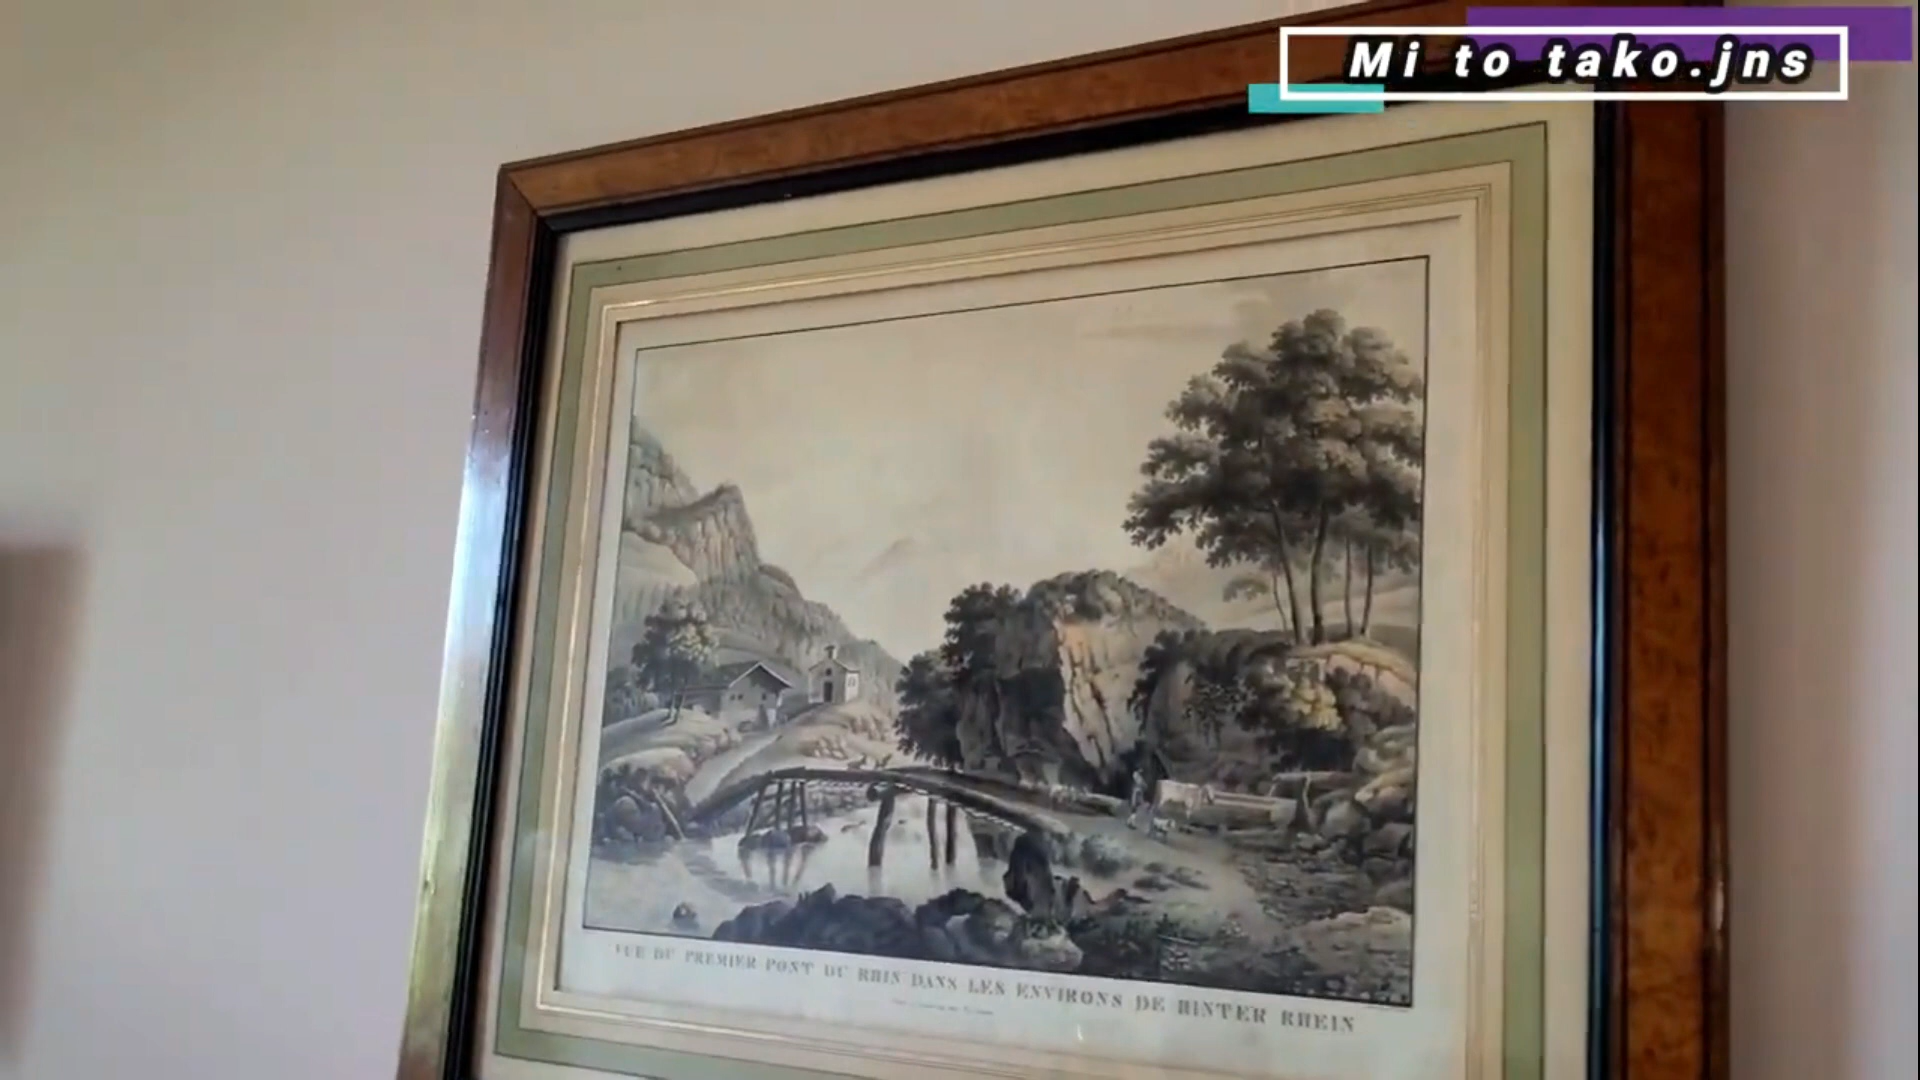 Mi to tako.jns
VUE DU PREMIER PONT DU RHIN DANS LES ENVIRONS DE HINTER RHEIN